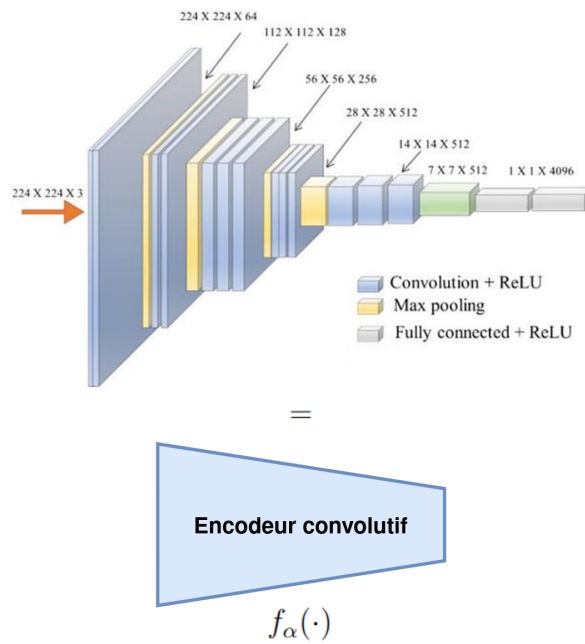 224 X 224 X 64
112 X 112 X 128
56 X 56 X 256
28 X 28 X 512
14 X 14 X 512
7 X 7 X 512
1 X 1 X 4096
224 X 224 X 3
Convolution + ReLU
Max pooling
Fully connected + ReLU
=
Encodeur convolutif
f_α(·)